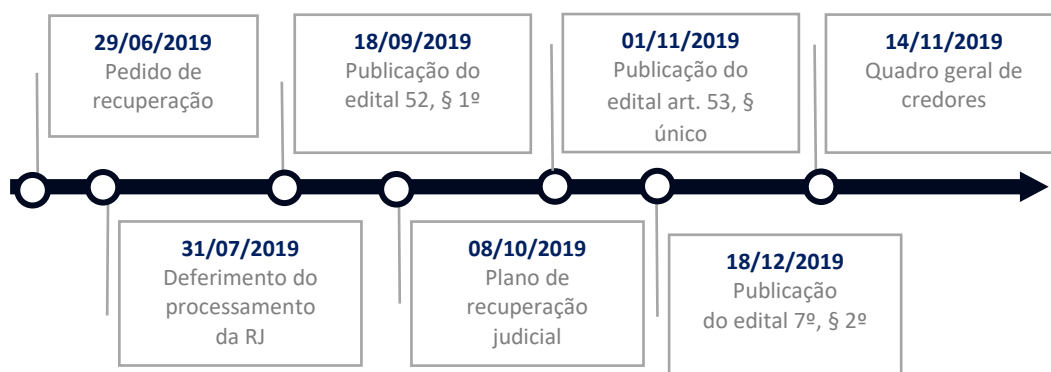 29/06/2019
Pedido de
recuperação
18/09/2019
Publicação do
edital 52, § 1º
01/11/2019
Publicação do
edital art. 53, §
único
14/11/2019
Quadro geral de
credores
31/07/2019
Deferimento do
processamento
da RJ
08/10/2019
Plano de
recuperação
judicial
18/12/2019
Publicação
do edital 7º, § 2º